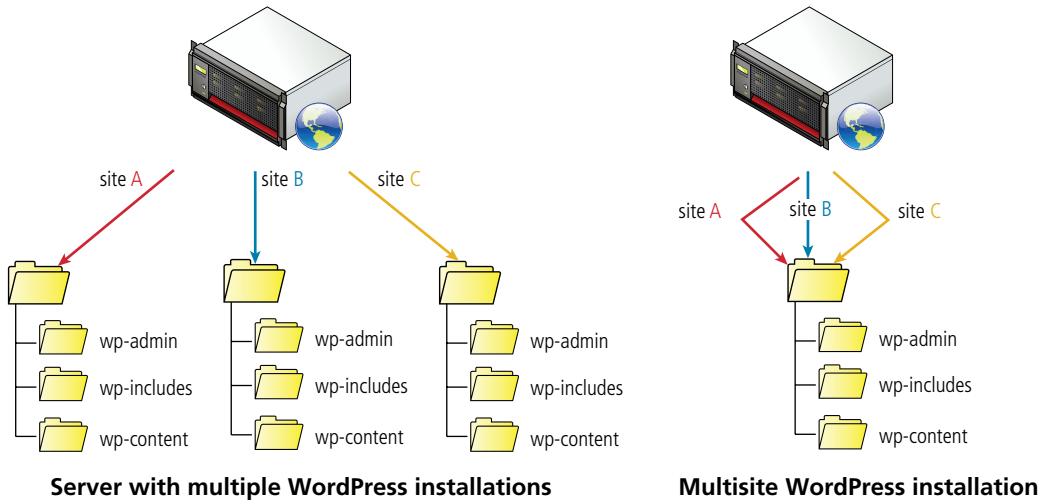 site A
site B
site C
wp-admin
wp-includes
wp-content
wp-admin
wp-includes
wp-content
wp-admin
wp-includes
wp-content
Server with multiple WordPress installations
site A
site B
site C
wp-admin
wp-includes
wp-content
Multisite WordPress installation